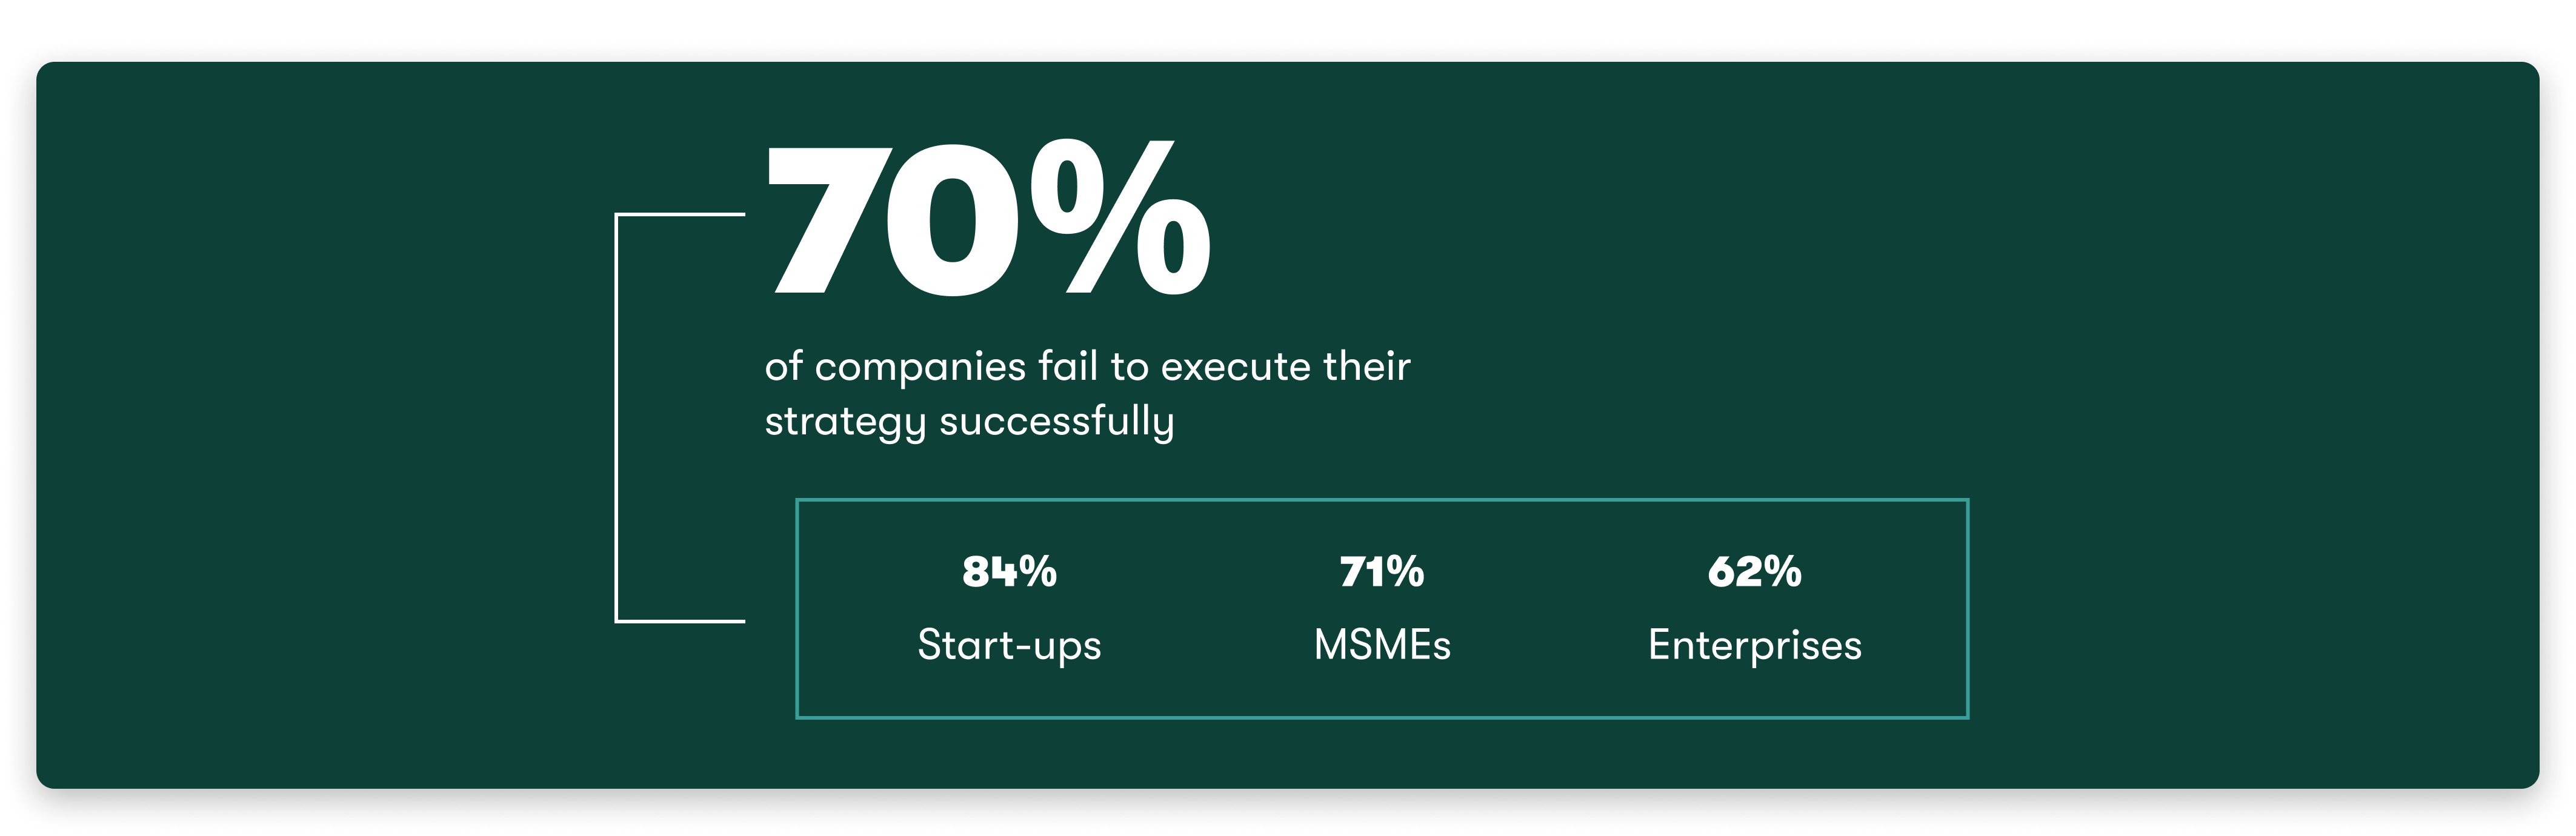 70%
of companies fail to execute their
strategy successfully
84% 71% 62%
Start-ups MSMEs Enterprises